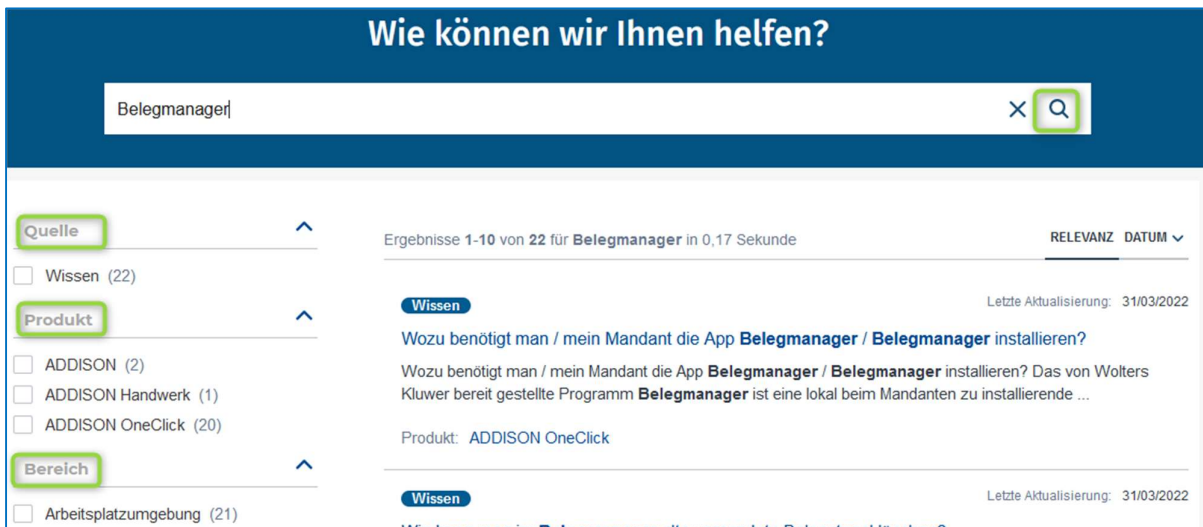 Wie können wir Ihnen helfen?
Belegmanager
Quelle
Wissen (22)
Produkt
ADDISON (2)
ADDISON Handwerk (1)
ADDISON OneClick (20)
Bereich
Arbeitsplatzumgebung (21)
Ergebnisse 1-10 von 22 für Belegmanager in 0,17 Sekunde
RELEVANZ DATUM
Wissen
Letzte Aktualisierung: 31/03/2022
Wozu benötigt man / mein Mandant die App Belegmanager / Belegmanager installieren?
Wozu benötigt man / mein Mandant die App Belegmanager / Belegmanager installieren? Das von Wolters
Kluwer bereit gestellte Programm Belegmanager ist eine lokal beim Mandanten zu installierende ...
Produkt: ADDISON OneClick
Wissen
Letzte Aktualisierung: 31/03/2022